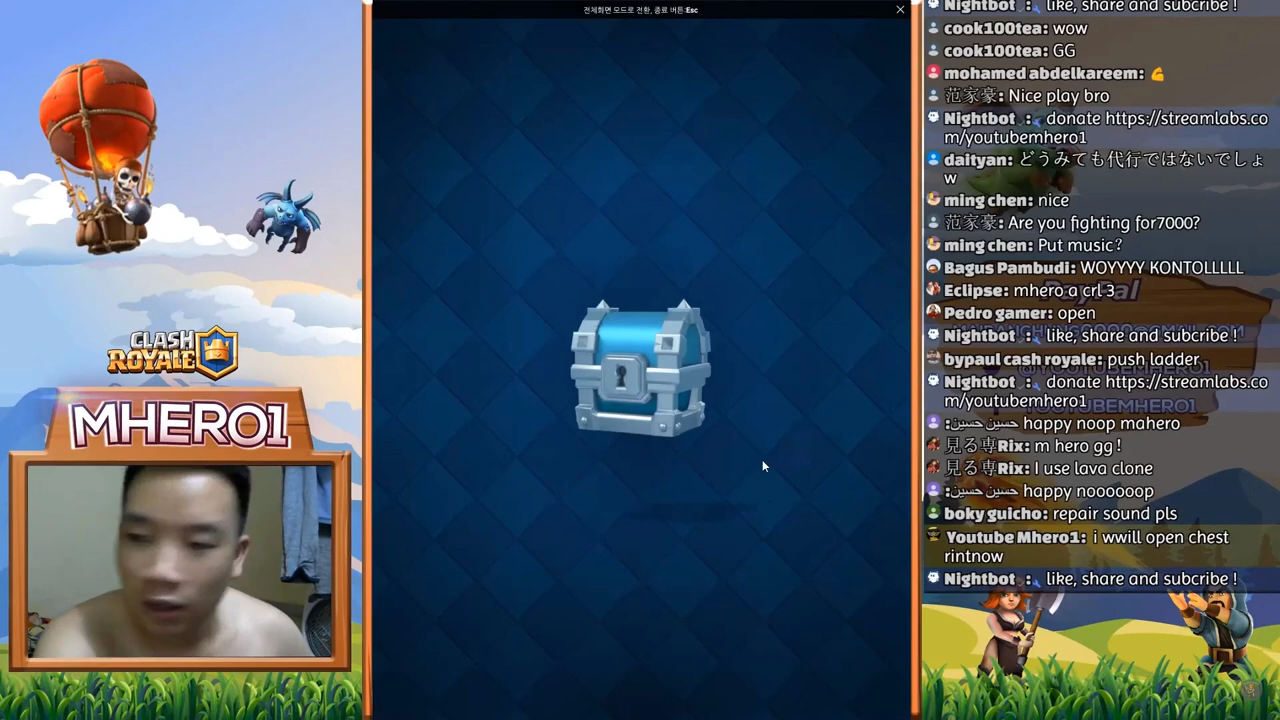 전체화면 모드로 전환, 종료 버튼:Esc
CLASH
ROYALE
MHERO1
Nightbot : like, share and subcribe !
cook100tea: wow
cook100tea: GG
mohamed abdelkareem: 💪
范家豪: Nice play bro
Nightbot : donate https://streamlabs.co
m/youtubemhero1
daityan: どうみても代行ではないでしょ
w
ming chen: nice
范家豪: Are you fighting for7000?
ming chen: Put music?
Bagus Pambudi: WOYYYY KONTOLLLLL
Eclipse: mhero a crl 3
PayPal
Pedro gamer: open
Nightbot : like, share and subcribe !
bypaul cash royale: push ladder
@YOUTUBEMHERO1
Nightbot : donate https://streamlabs.co
m/youtubemhero1
YOUTUBEMHERO1
حسين حسين: happy noop mahero
見る専Rix: m hero gg !
見る専Rix: I use lava clone
حسين حسين: happy noooooop
boky guicho: repair sound pls
Youtube Mhero1: i wwill open chest
rintnow
Nightbot : like, share and subcribe !